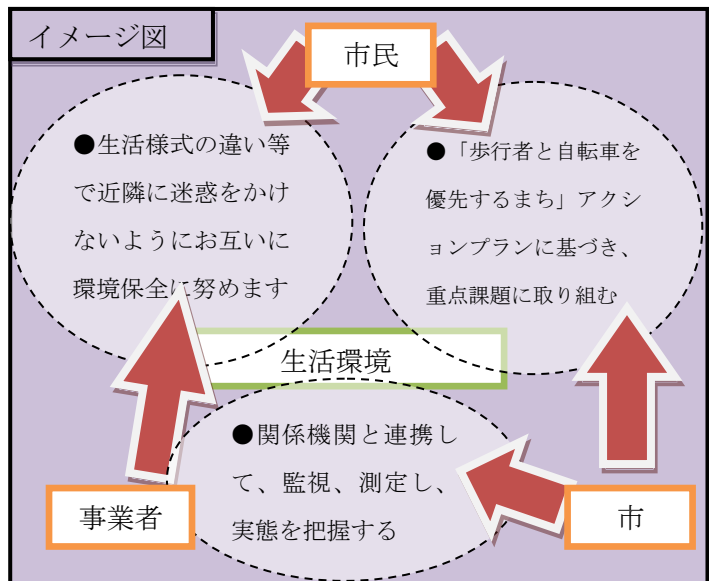 イメージ図
市民
●生活様式の違い等
で近隣に迷惑をかけ
ないようにお互いに
環境保全に努めます
●「歩行者と自転車を
優先するまち」アクシ
ョンプランに基づき、
重点課題に取り組む
生活環境
●関係機関と連携し
て、監視、測定し、
実態を把握する
事業者
市